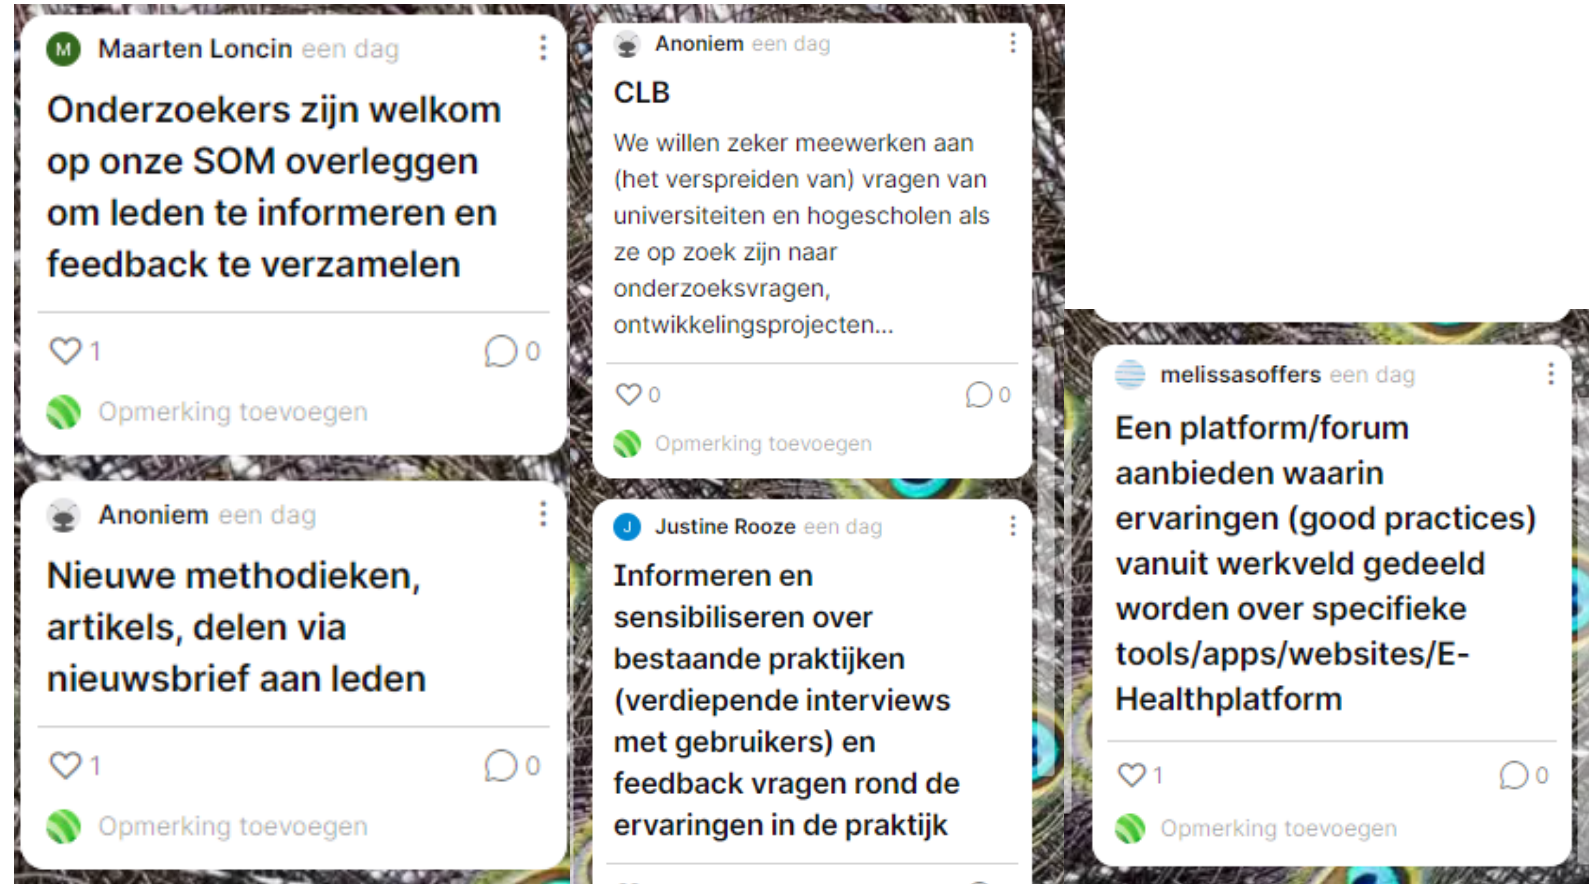 M Maarten Loncin een dag
Onderzoekers zijn welkom
op onze SOM overleggen
om leden te informeren en
feedback te verzamelen
1 0
Opmerking toevoegen
Anoniem een dag
Nieuwe methodieken,
artikels, delen via
nieuwsbrief aan leden
1 0
Opmerking toevoegen
Anoniem een dag
CLB
We willen zeker meewerken aan
(het verspreiden van) vragen van
universiteiten en hogescholen als
ze op zoek zijn naar
onderzoeksvragen,
ontwikkelingsprojecten...
0 0
Opmerking toevoegen
J Justine Rooze een dag
Informeren en
sensibiliseren over
bestaande praktijken
(verdiepende interviews
met gebruikers) en
feedback vragen rond de
ervaringen in de praktijk
melissasoffers een dag
Een platform/forum
aanbieden waarin
ervaringen (good practices)
vanuit werkveld gedeeld
worden over specifieke
tools/apps/websites/E-
Healthplatform
1 0
Opmerking toevoegen